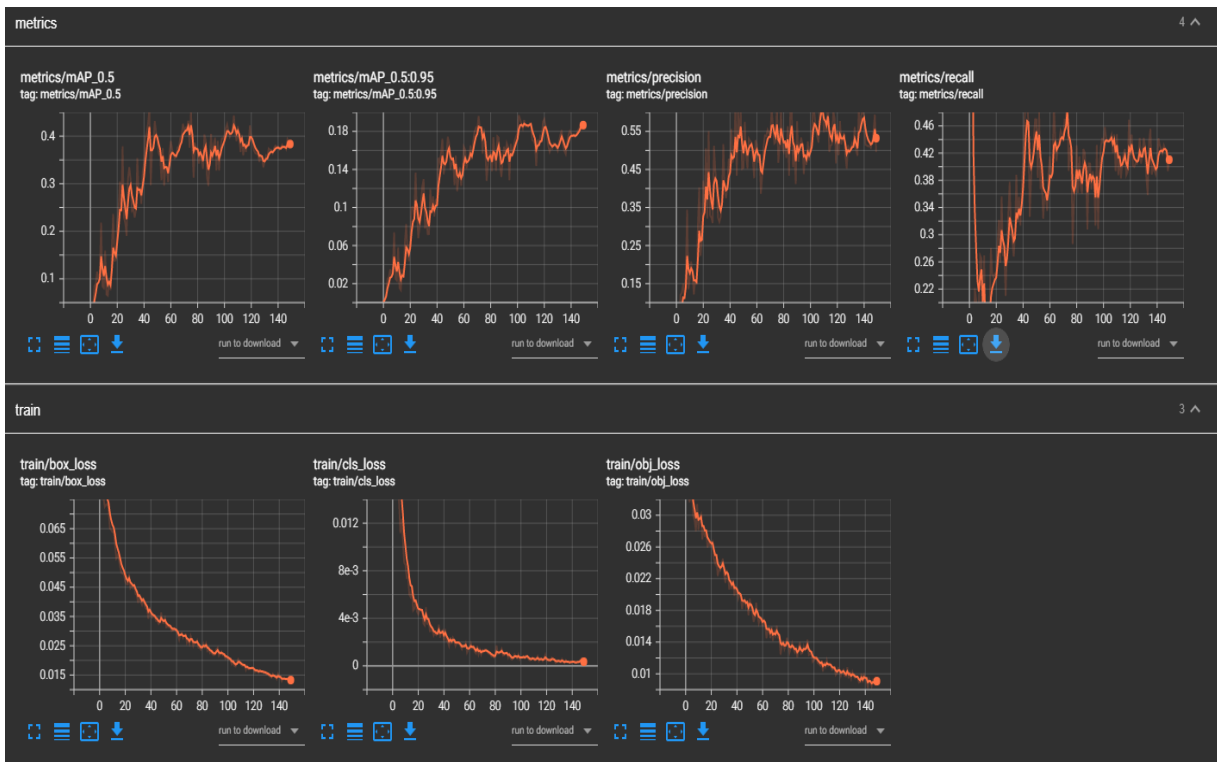 metrics 4
metrics/mAP_0.5
tag: metrics/mAP_0.5
0.4
0.3
0.2
0.1
0 20 40 60 80 100 120 140
run to download
metrics/mAP_0.5:0.95
tag: metrics/mAP_0.5:0.95
0.18
0.14
0.1
0.06
0.02
0 20 40 60 80 100 120 140
run to download
metrics/precision
tag: metrics/precision
0.55
0.45
0.35
0.25
0.15
0 20 40 60 80 100 120 140
run to download
metrics/recall
tag: metrics/recall
0.46
0.42
0.38
0.34
0.3
0.26
0.22
0 20 40 60 80 100 120 140
run to download
train 3
train/box_loss
tag: train/box_loss
0.065
0.055
0.045
0.035
0.025
0.015
0 20 40 60 80 100 120 140
run to download
train/cls_loss
tag: train/cls_loss
0.012
8e-3
4e-3
0
0 20 40 60 80 100 120 140
run to download
train/obj_loss
tag: train/obj_loss
0.03
0.026
0.022
0.018
0.014
0.01
0 20 40 60 80 100 120 140
run to download